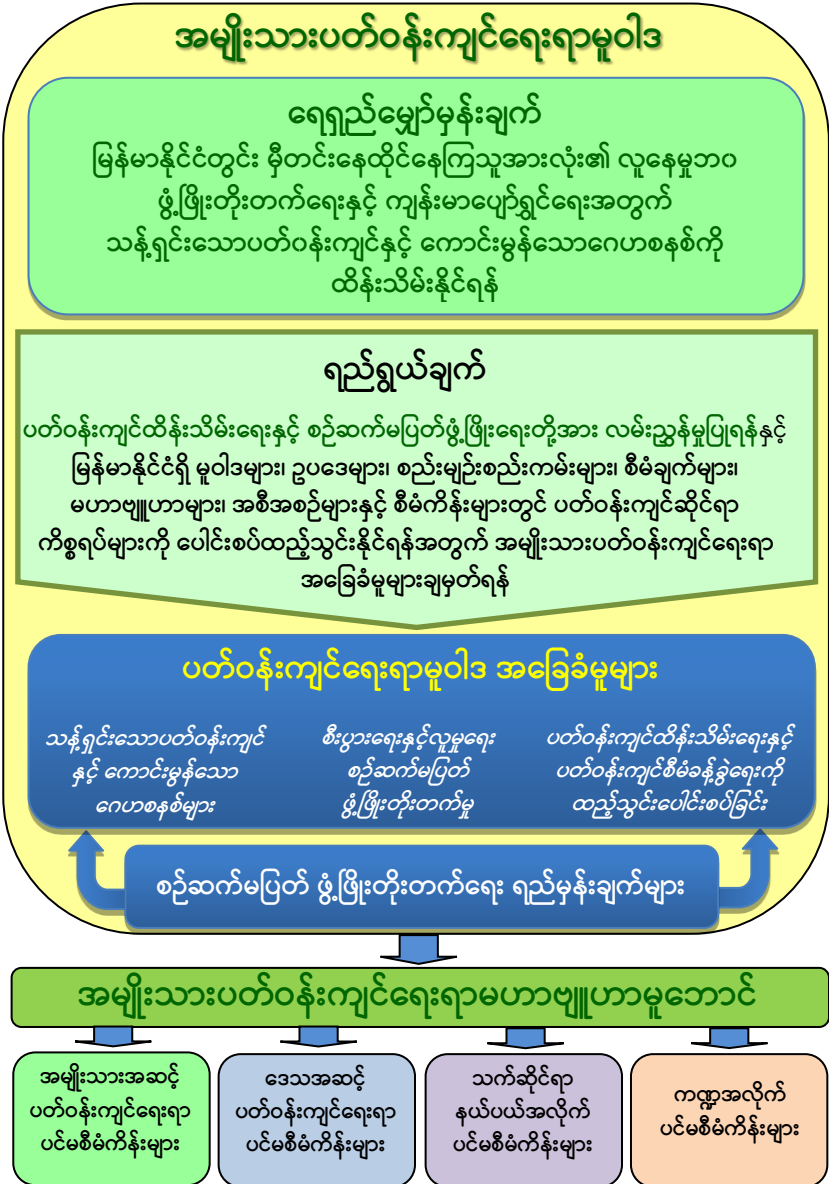 အမျိုးသားပတ်ဝန်းကျင်ရေးရာမူဝါဒ
ရေရှည်မျှော်မှန်းချက်
မြန်မာနိုင်ငံတွင်း မှီတင်းနေထိုင်နေကြသူအားလုံး၏ လူနေမှုဘ၀
ဖွံ့ဖြိုးတိုးတက်ရေးနှင့် ကျန်းမာပျော်ရွှင်ရေးအတွက်
သန့်ရှင်းသောပတ်၀န်းကျင်နှင့် ကောင်းမွန်သောဂေဟစနစ်ကို
ထိန်းသိမ်းနိုင်ရန်
ရည်ရွယ်ချက်
ပတ်ဝန်းကျင်ထိန်းသိမ်းရေးနှင့် စဉ်ဆက်မပြတ်ဖွံ့ဖြိုးရေးတို့အား လမ်းညွှန်မှုပြုရန်နှင့်
မြန်မာနိုင်ငံရှိ မူဝါဒများ၊ ဥပဒေများ၊ စည်းမျဉ်းစည်းကမ်းများ၊ စီမံချက်များ၊
မဟာဗျူဟာများ၊ အစီအစဉ်များနှင့် စီမံကိန်းများတွင် ပတ်ဝန်းကျင်ဆိုင်ရာ
ကိစ္စရပ်များကို ပေါင်းစပ်ထည့်သွင်းနိုင်ရန်အတွက် အမျိုးသားပတ်ဝန်းကျင်ရေးရာ
အခြေခံမူများချမှတ်ရန်
ပတ်ဝန်းကျင်ရေးရာမူဝါဒ အခြေခံမူများ
သန့်ရှင်းသောပတ်ဝန်းကျင်
နှင့် ကောင်းမွန်သော
ဂေဟစနစ်များ
စီးပွားရေးနှင့်လူမှုရေး
စဉ်ဆက်မပြတ်
ဖွံ့ဖြိုးတိုးတက်မှု
ပတ်ဝန်းကျင်ထိန်းသိမ်းရေးနှင့်
ပတ်ဝန်းကျင်စီမံခန့်ခွဲရေးကို
ထည့်သွင်းပေါင်းစပ်ခြင်း
စဉ်ဆက်မပြတ် ဖွံ့ဖြိုးတိုးတက်ရေး ရည်မှန်းချက်များ
အမျိုးသားပတ်ဝန်းကျင်ရေးရာမဟာဗျူဟာမူဘောင်
အမျိုးသားအဆင့်
ပတ်ဝန်းကျင်ရေးရာ
ပင်မစီမံကိန်းများ
ဒေသအဆင့်
ပတ်ဝန်းကျင်ရေးရာ
ပင်မစီမံကိန်းများ
သက်ဆိုင်ရာ
နယ်ပယ်အလိုက်
ပင်မစီမံကိန်းများ
ကဏ္ဍအလိုက်
ပင်မစီမံကိန်းများ